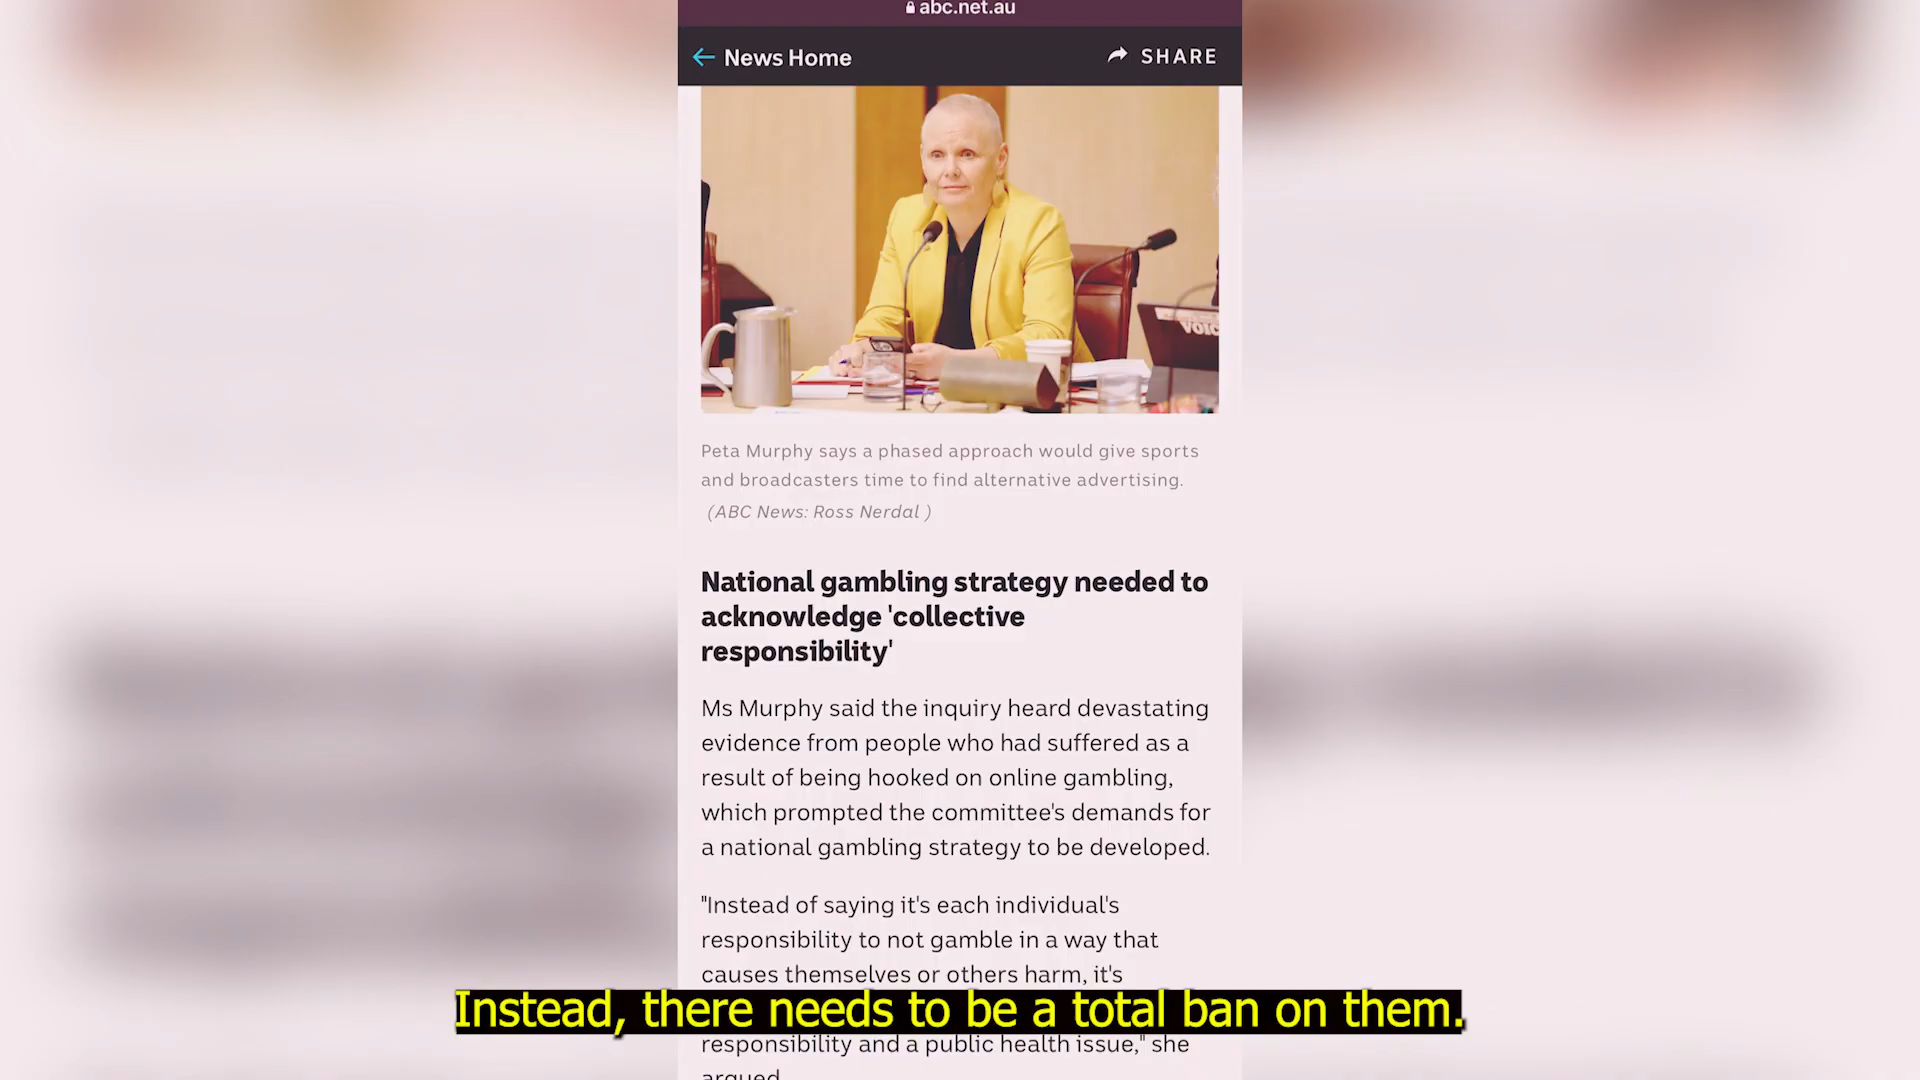 abc.net.au
News Home
SHARE
Voic
Peta Murphy says a phased approach would give sports
and broadcasters time to find alternative advertising.
(ABC News: Ross Nerdal )
National gambling strategy needed to
acknowledge 'collective
responsibility'
Ms Murphy said the inquiry heard devastating
evidence from people who had suffered as a
result of being hooked on online gambling,
which prompted the committee's demands for
a national gambling strategy to be developed.
"Instead of saying it's each individual's
responsibility to not gamble in a way that
causes themselves or others harm, it's
Instead, there needs to be a total ban on them.
responsibility and a public health issue," she
argued.